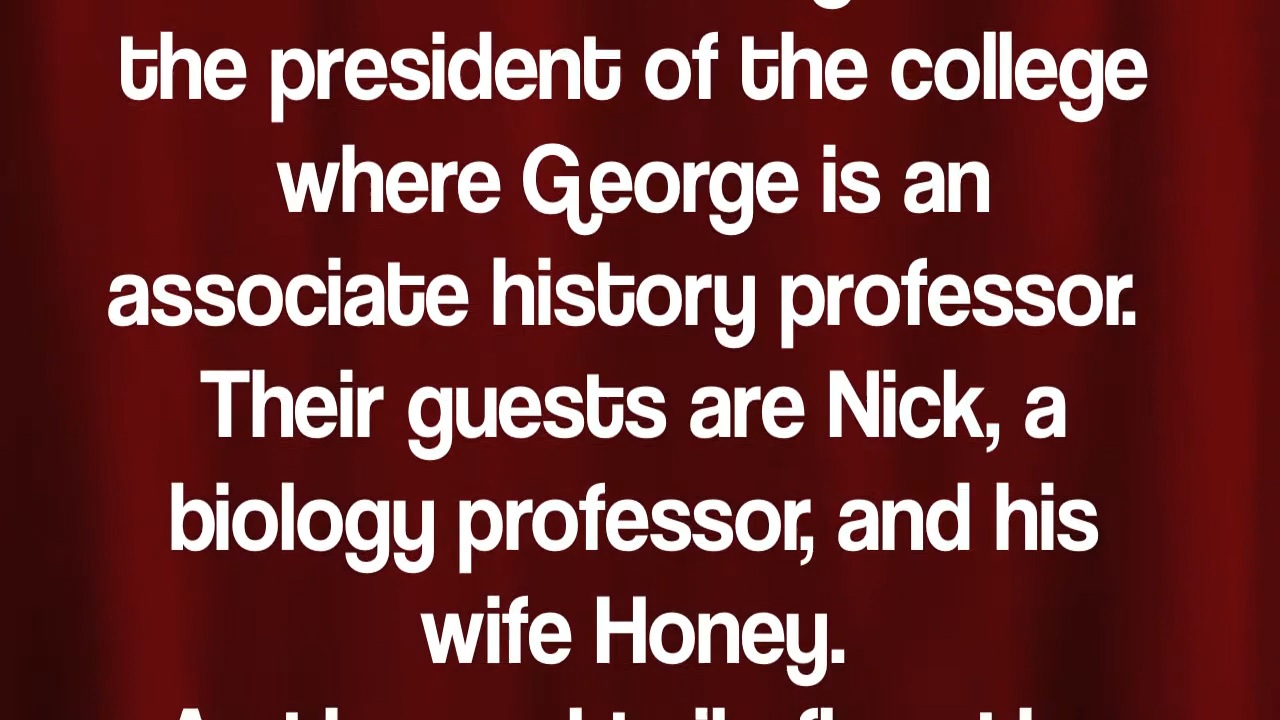 the president of the college
where George is an
associate history professor.
Their guests are Nick, a
biology professor, and his
wife Honey.